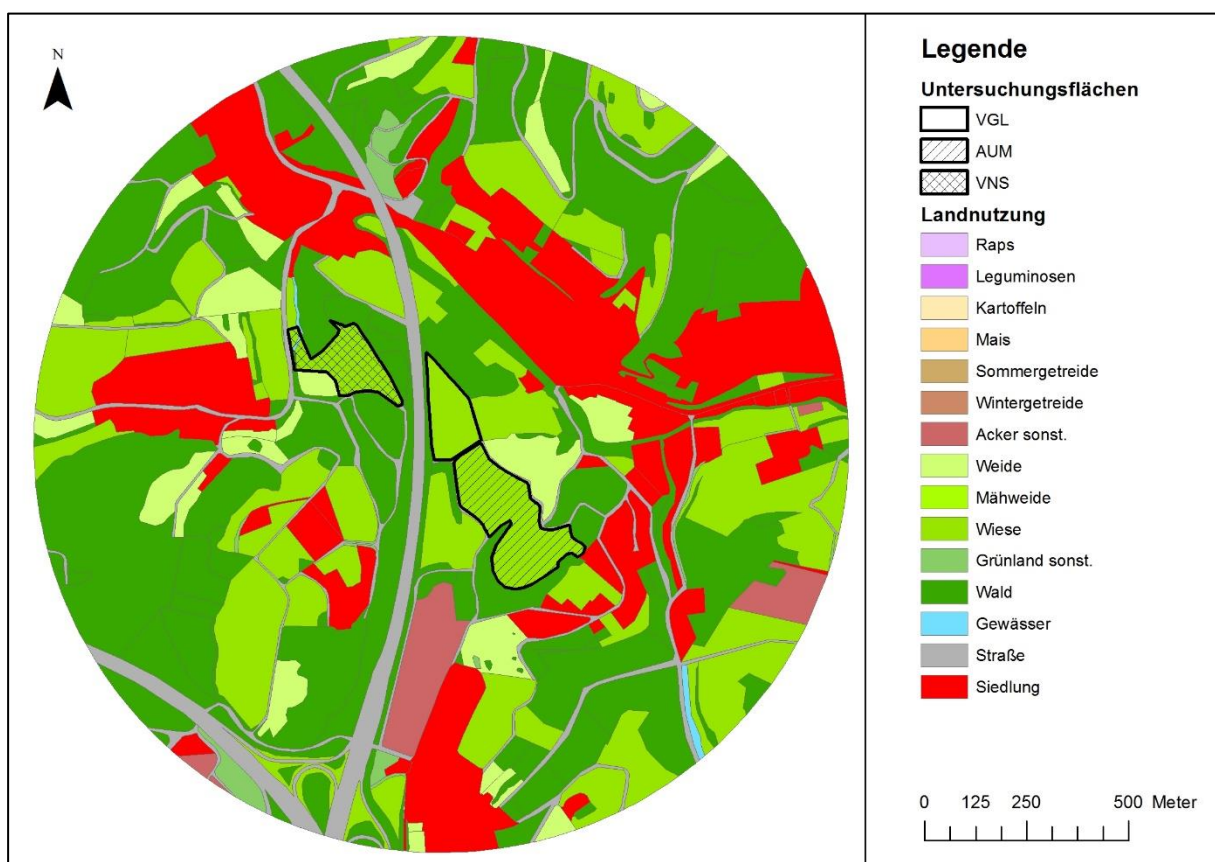 N
Legende
Untersuchungsflächen
VGL
AUM
VNS
Landnutzung
Raps
Leguminosen
Kartoffeln
Mais
Sommergetreide
Wintergetreide
Acker sonst.
Weide
Mähweide
Wiese
Grünland sonst.
Wald
Gewässer
Straße
Siedlung
0 125 250 500 Meter